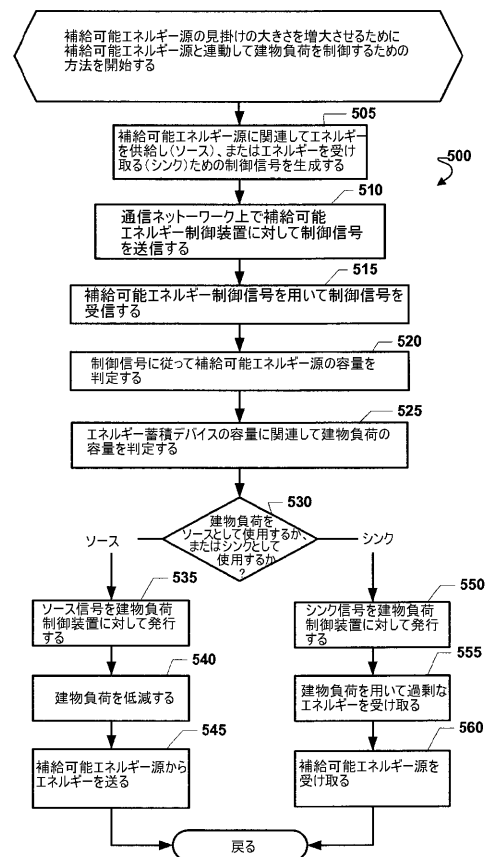 補給可能エネルギー源の見掛けの大きさを増大させるために
補給可能エネルギー源と連動して建物負荷を制御するための
方法を開始する
505
補給可能エネルギー源に関連してエネルギー
を供給し(ソース)、またはエネルギーを受け
取る(シンク)ための制御信号を生成する
500
510
通信ネットーワーク上で補給可能
エネルギー制御装置に対して制御信号
を送信する
515
補給可能エネルギー制御信号を用いて制御信号を
受信する
520
制御信号に従って補給可能エネルギー源の容量を
判定する
525
エネルギー蓄積デバイスの容量に関連して建物負荷の
容量を判定する
530
建物負荷を
ソースとして使用するか、
またはシンクとして
使用するか
?
ソース
シンク
535
ソース信号を建物負荷
制御装置に対して発行
する
540
建物負荷を低減する
545
補給可能エネルギー源から
エネルギーを送る
550
シンク信号を建物負荷
制御装置に対して発行
する
555
建物負荷を用いて過剰な
エネルギーを受け取る
560
補給可能エネルギー源を
受け取る
戻る